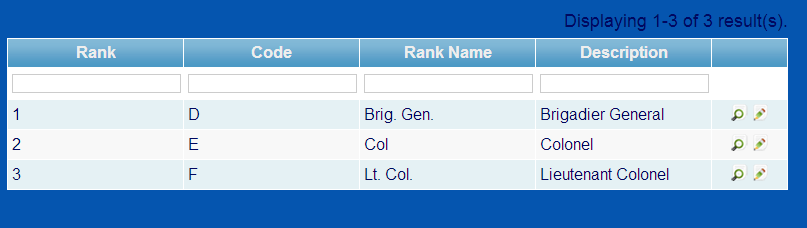 Displaying 1-3 of 3 result(s).
Rank Code Rank Name Description
1 D Brig. Gen. Brigadier General
2 E Col Colonel
3 F Lt. Col. Lieutenant Colonel